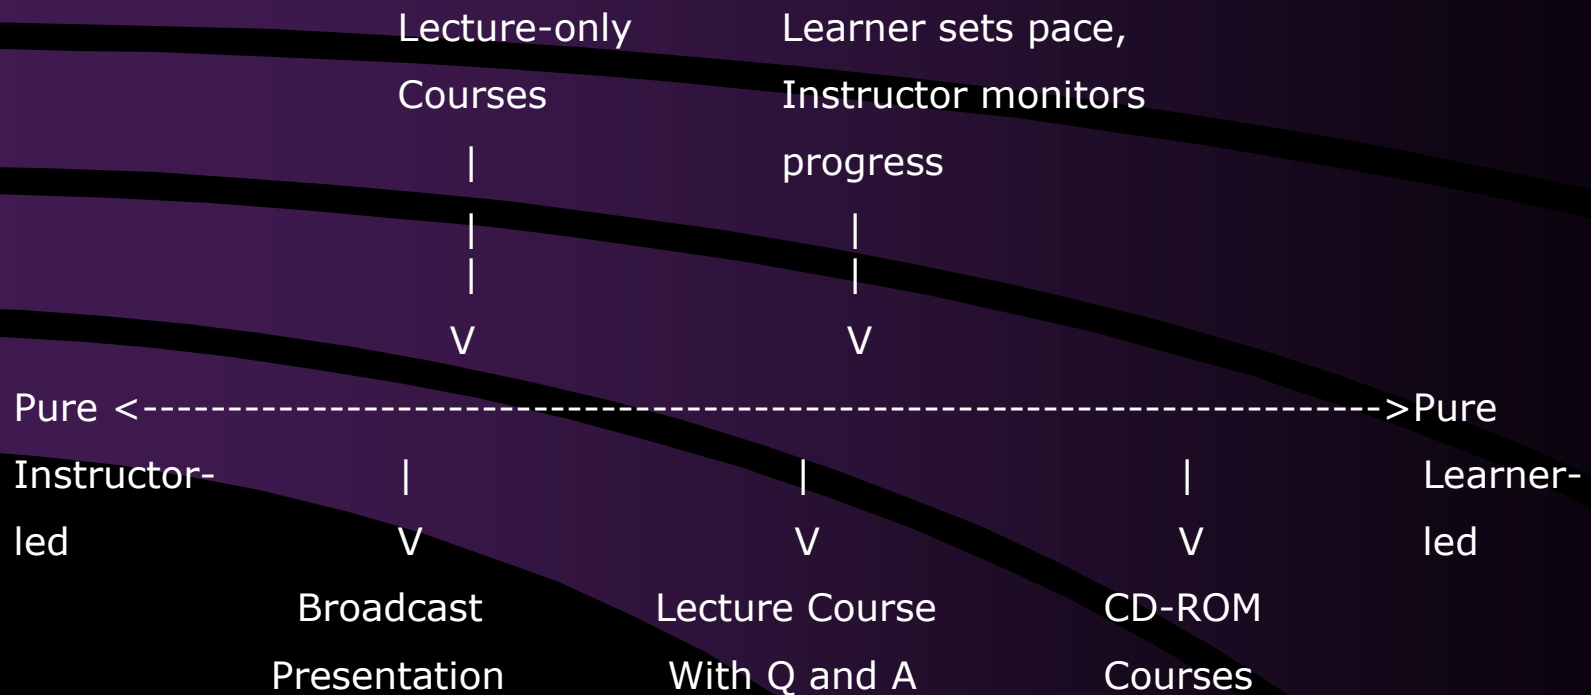 Lecture-only Learner sets pace,
Courses Instructor monitors
| progress
| |
| |
V V
Pure <-------------------------------------------------------------------------->Pure
Instructor- | | | Learner-
led V V V led
Broadcast Lecture Course CD-ROM
Presentation With Q and A Courses